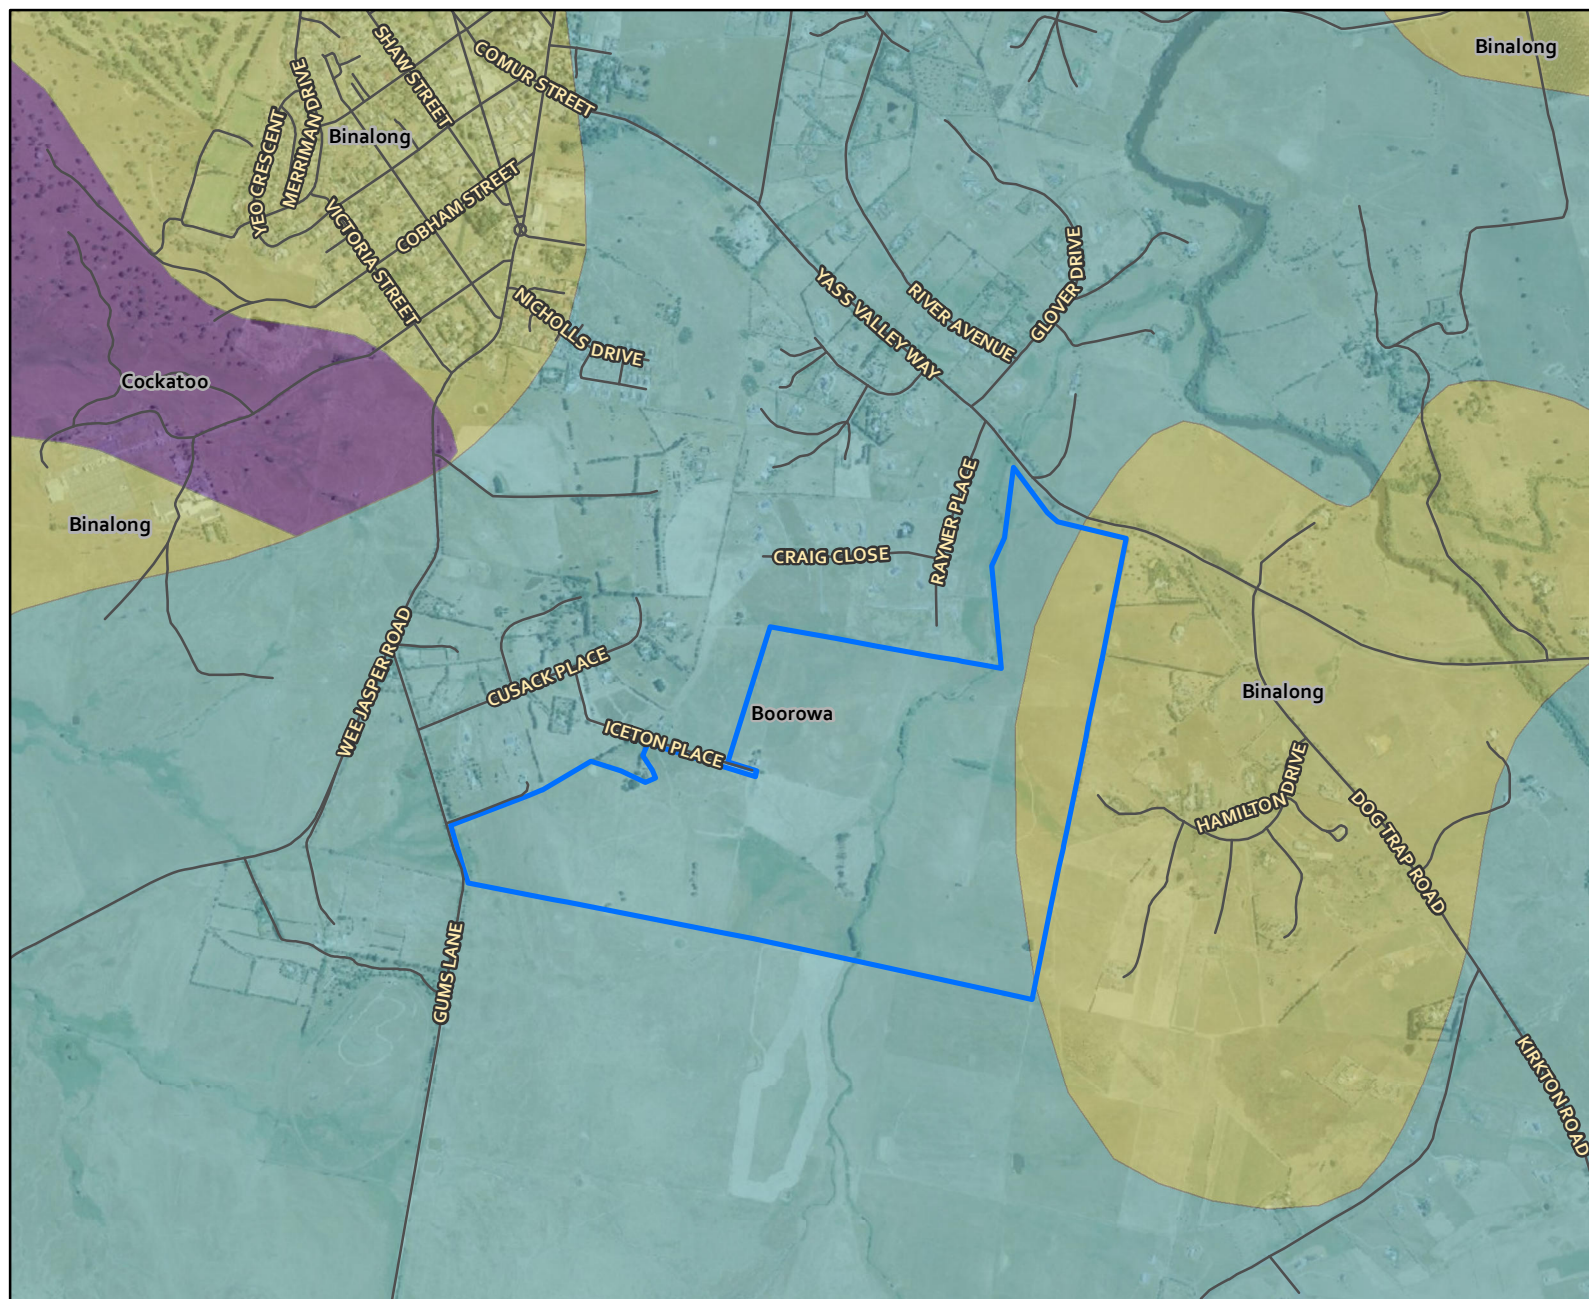 Binalong
SHAW STREET
COMUR STREET
MERRIMAN DRIVE
YEO CRESCENT
Binalong
VICTORIA STREET
COBHAM STREET
NICHOLLS DRIVE
YASS VALLEY WAY
RIVER AVENUE
GLOVER DRIVE
Cockatoo
Binalong
RAYNER PLACE
CRAIG CLOSE
WEE JASPER ROAD
CUSACK PLACE
ICETON PLACE
Boorowa
Binalong
HAMILTON DRIVE
DOG TRAP ROAD
GUMS LANE
KIRKTON ROAD